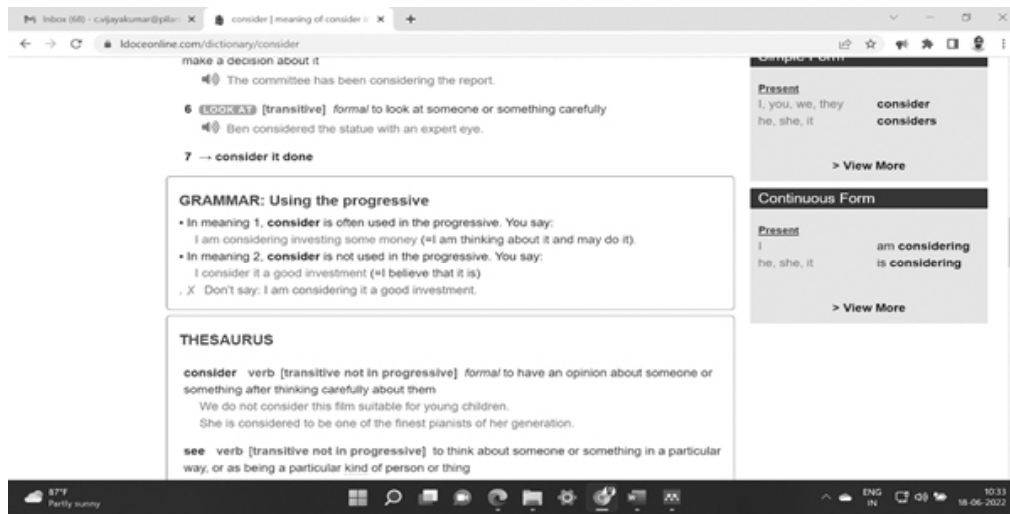 Inbox (68) - c.vijayakumar@pilani
consider | meaning of consider in
ldoceonline.com/dictionary/consider
make a decision about it
The committee has been considering the report.
6 LOOK AT [transitive] formal to look at someone or something carefully
Ben considered the statue with an expert eye.
7 → consider it done
GRAMMAR: Using the progressive
• In meaning 1, consider is often used in the progressive. You say:
I am considering investing some money (=I am thinking about it and may do it).
• In meaning 2, consider is not used in the progressive. You say:
I consider it a good investment (=I believe that it is)
. ✗ Don't say: I am considering it a good investment.
THESAURUS
consider verb [transitive not in progressive] formal to have an opinion about someone or
something after thinking carefully about them
We do not consider this film suitable for young children.
She is considered to be one of the finest pianists of her generation.
see verb [transitive not in progressive] to think about someone or something in a particular
way, or as being a particular kind of person or thing
Simple Form
Present
I, you, we, they consider
he, she, it considers
> View More
Continuous Form
Present
I am considering
he, she, it is considering
> View More
87°F
Partly sunny
ENG
IN
10:33
18-06-2022